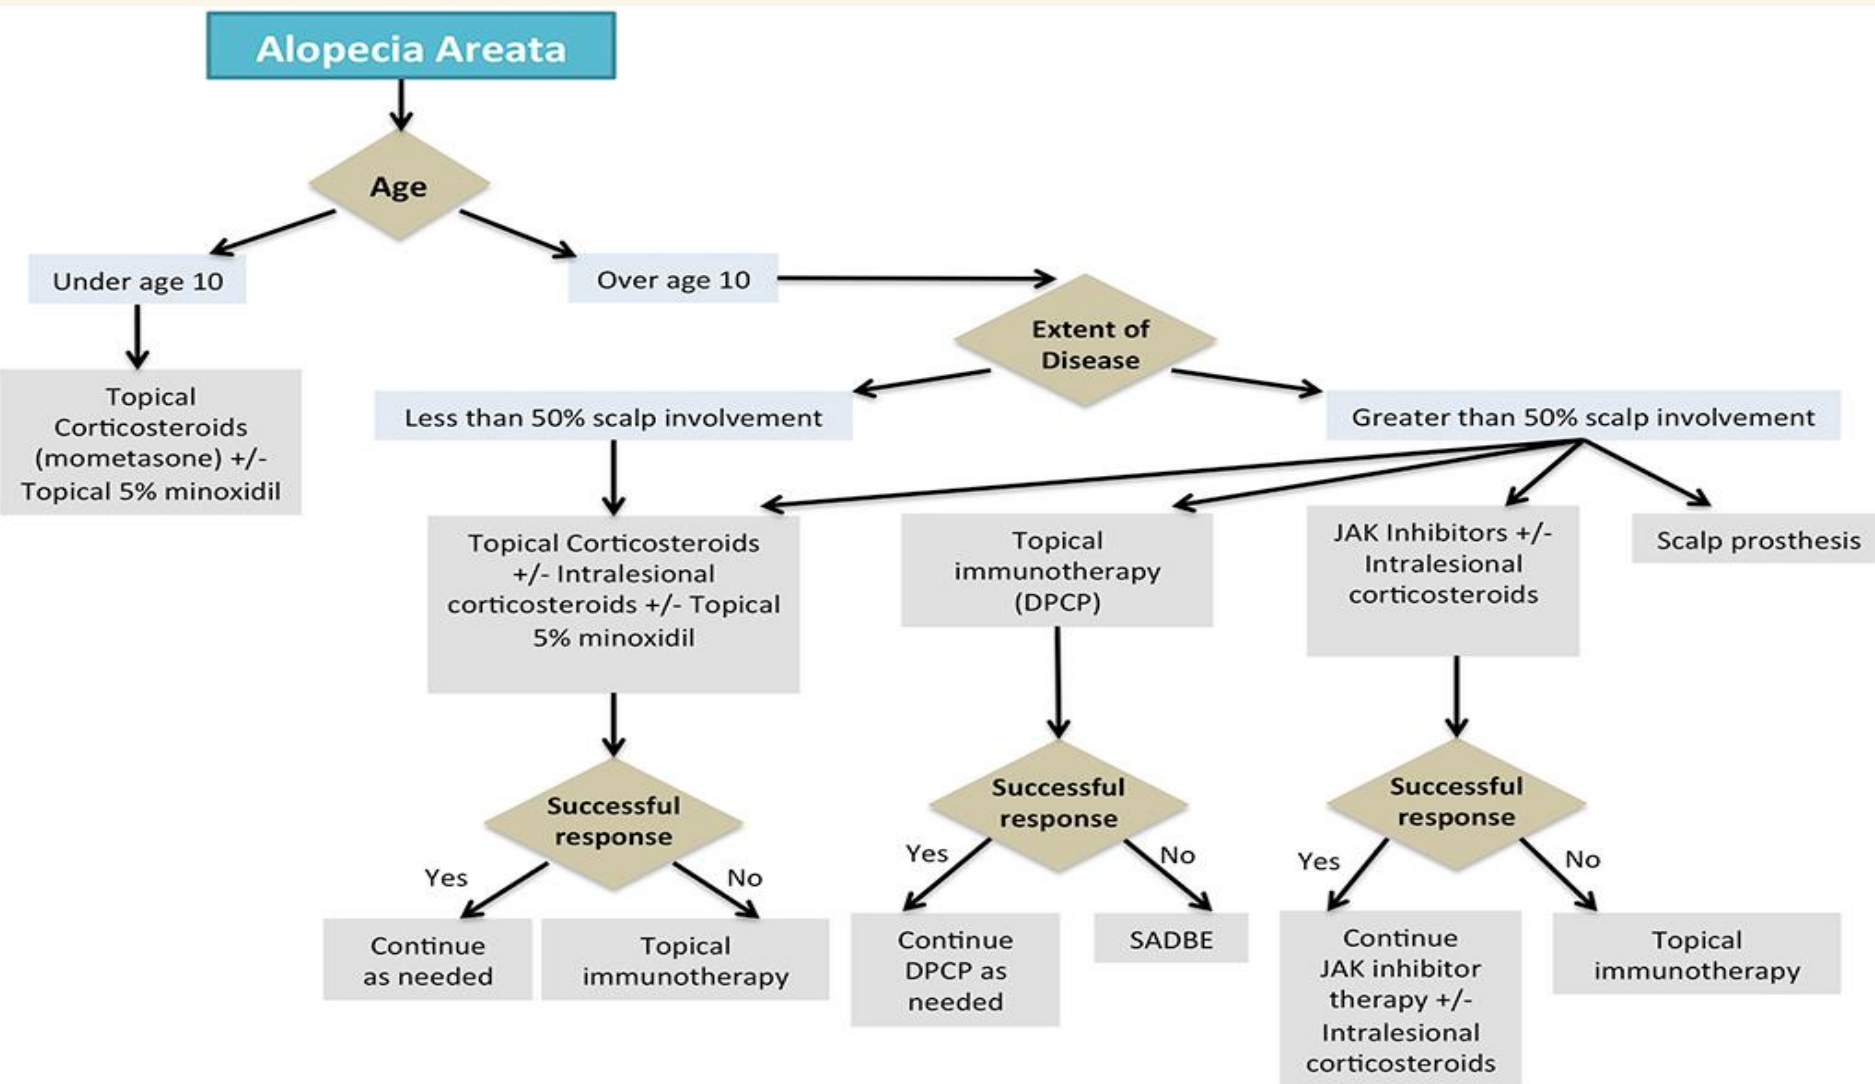 Alopecia Areata
Age
Under age 10
Over age 10
Topical
Corticosteroids
(mometasone) +/-
Topical 5% minoxidil
Extent of
Disease
Less than 50% scalp involvement
Greater than 50% scalp involvement
Topical Corticosteroids
+/- Intralesional
corticosteroids +/- Topical
5% minoxidil
Topical
immunotherapy
(DPCP)
JAK Inhibitors +/-
Intralesional
corticosteroids
Scalp prosthesis
Successful
response
Yes
No
Continue
as needed
Topical
immunotherapy
Successful
response
Yes
No
Continue
DPCP as
needed
SADBE
Successful
response
Yes
No
Continue
JAK inhibitor
therapy +/-
Intralesional
corticosteroids
Topical
immunotherapy